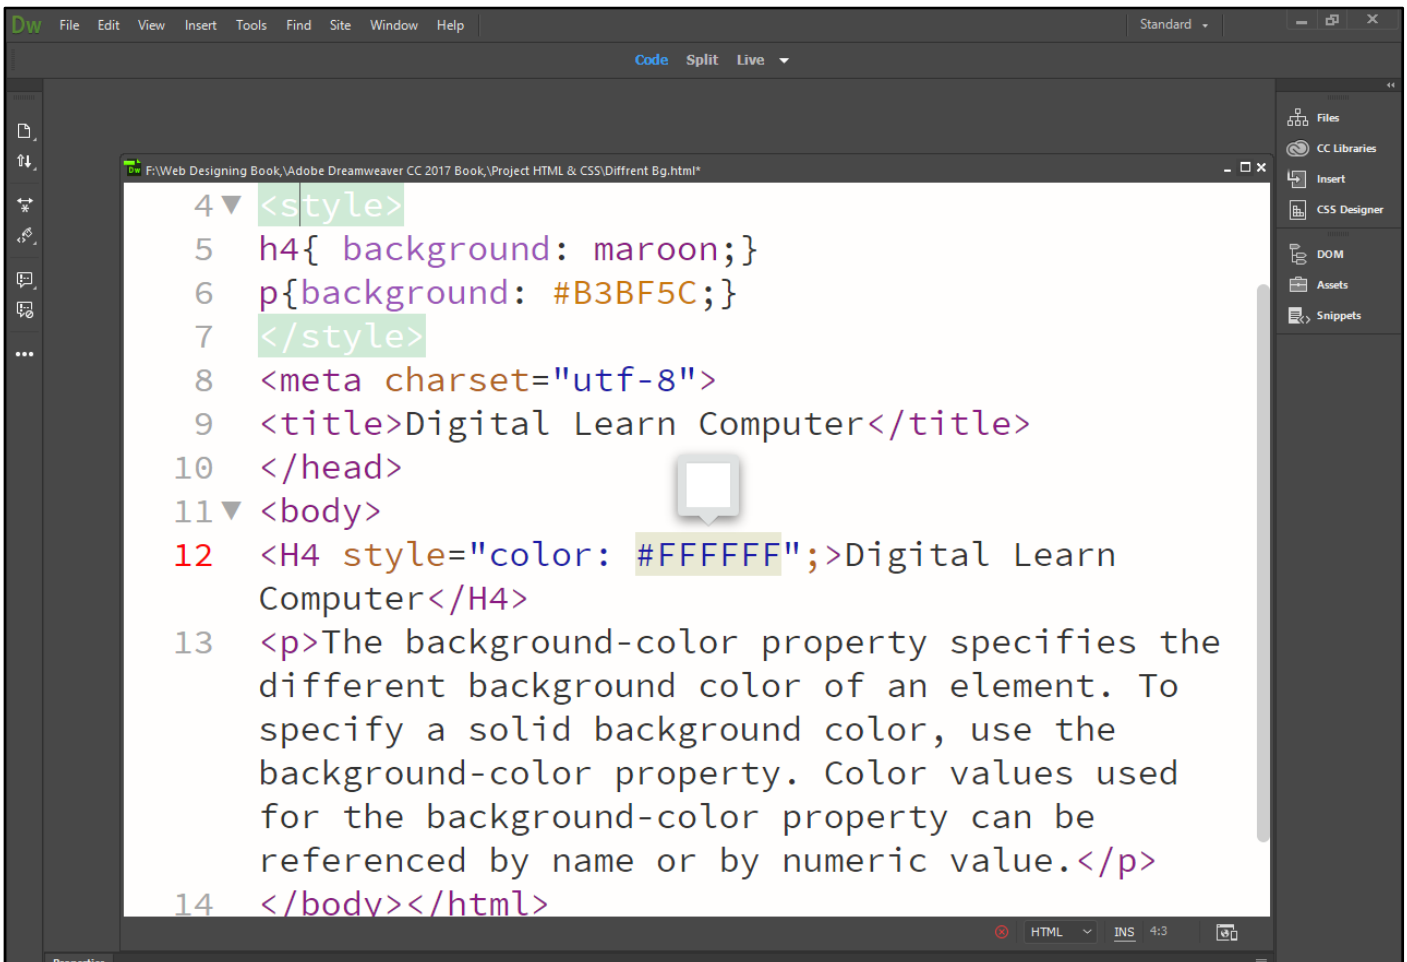 Dw File Edit View Insert Tools Find Site Window Help Standard
Code Split Live
Files
CC Libraries
Insert
CSS Designer
DOM
Assets
Snippets
Dw F:\Web Designing Book,\Adobe Dreamweaver CC 2017 Book,\Project HTML & CSS\Diffrent Bg.html*
4 <style>
5 h4{ background: maroon;}
6 p{background: #B3BF5C;}
7 </style>
8 <meta charset="utf-8">
9 <title>Digital Learn Computer</title>
10 </head>
11 <body>
12 <H4 style="color: #FFFFFF";>Digital Learn
Computer</H4>
13 <p>The background-color property specifies the
different background color of an element. To
specify a solid background color, use the
background-color property. Color values used
for the background-color property can be
referenced by name or by numeric value.</p>
14 </body></html>
HTML INS 4:3
Properties